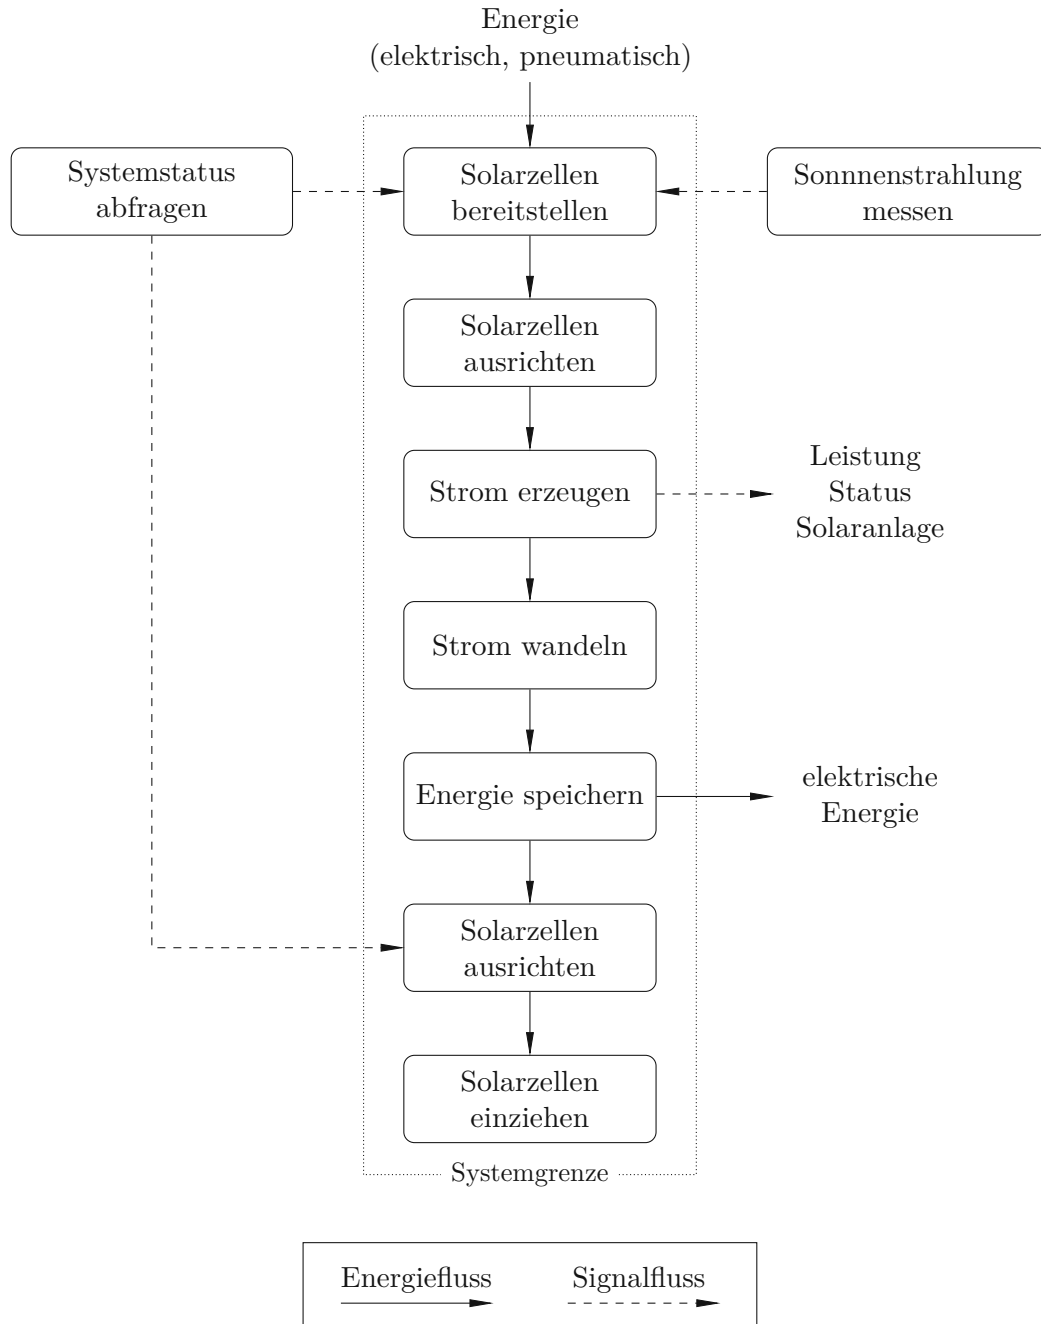 Energie
(elektrisch, pneumatisch)
Systemstatus
abfragen
Solarzellen
bereitstellen
Sonnnenstrahlung
messen
Solarzellen
ausrichten
Strom erzeugen
Leistung
Status
Solaranlage
Strom wandeln
Energie speichern
elektrische
Energie
Solarzellen
ausrichten
Solarzellen
einziehen
Systemgrenze
Energiefluss
Signalfluss